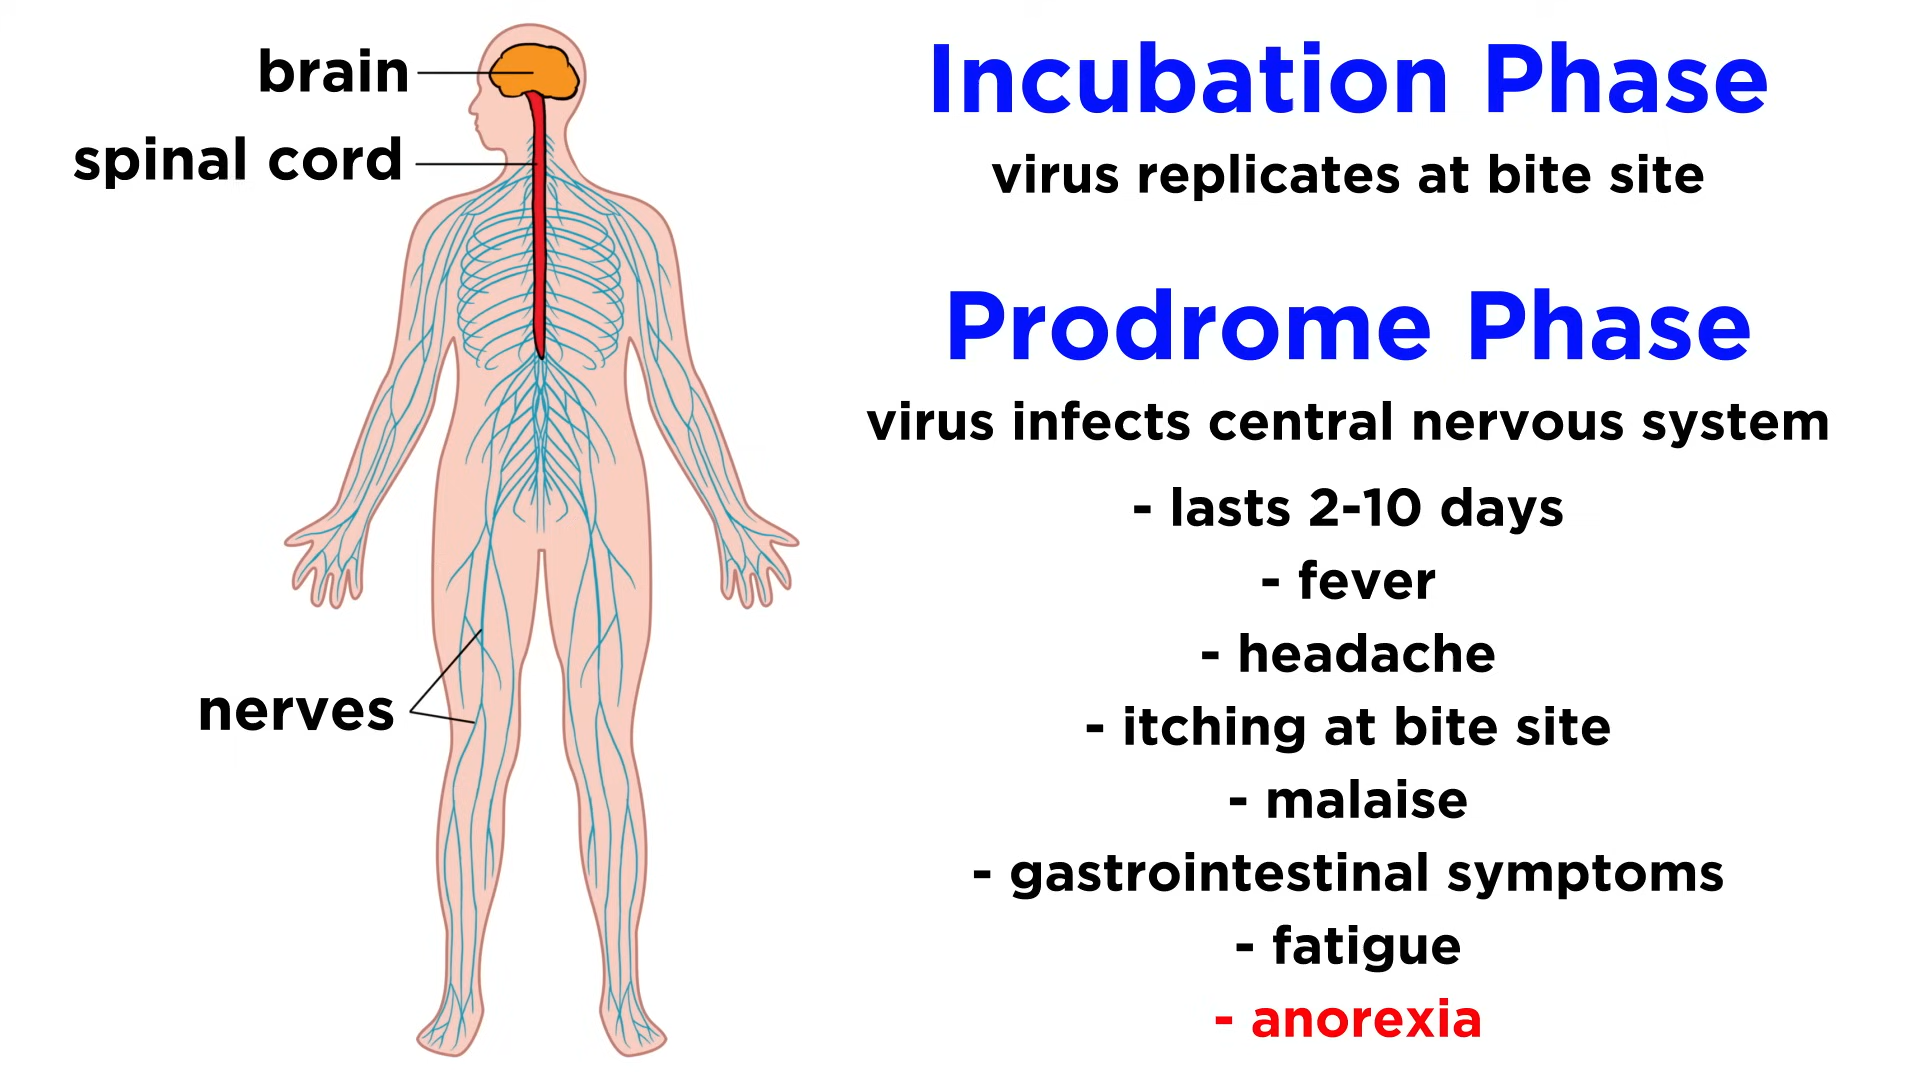 brain
spinal cord
nerves
Incubation Phase
virus replicates at bite site
Prodrome Phase
virus infects central nervous system
- lasts 2-10 days
- fever
- headache
- itching at bite site
- malaise
- gastrointestinal symptoms
- fatigue
- anorexia